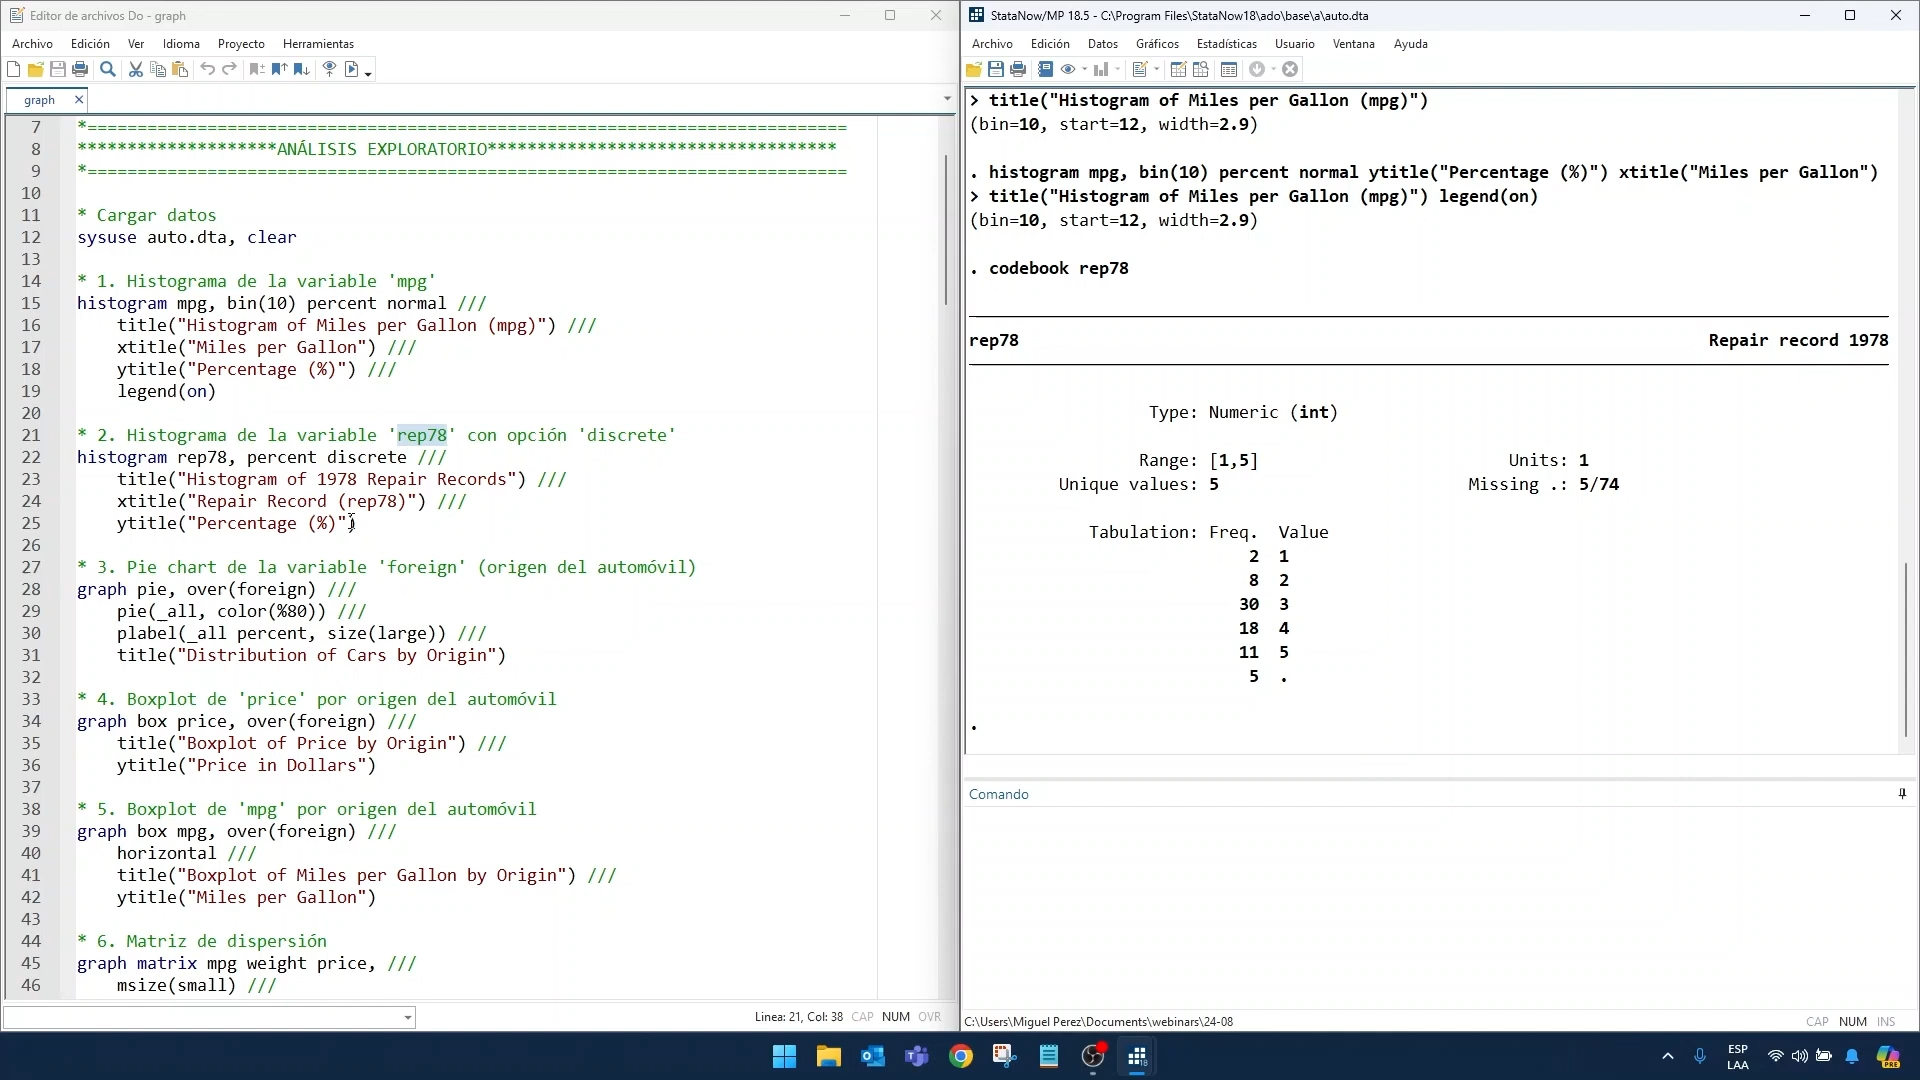 Editor de archivos Do - graph
Archivo Edición Ver Idioma Proyecto Herramientas
graph
7 *============================================================================
8 ********************ANÁLISIS EXPLORATORIO***********************************
9 *============================================================================
10
11 * Cargar datos
12 sysuse auto.dta, clear
13
14 * 1. Histograma de la variable 'mpg'
15 histogram mpg, bin(10) percent normal ///
16 title("Histogram of Miles per Gallon (mpg)") ///
17 xtitle("Miles per Gallon") ///
18 ytitle("Percentage (%)") ///
19 legend(on)
20
21 * 2. Histograma de la variable 'rep78' con opción 'discrete'
22 histogram rep78, percent discrete ///
23 title("Histogram of 1978 Repair Records") ///
24 xtitle("Repair Record (rep78)") ///
25 ytitle("Percentage (%)")
26
27 * 3. Pie chart de la variable 'foreign' (origen del automóvil)
28 graph pie, over(foreign) ///
29 pie(_all, color(%80)) ///
30 plabel(_all percent, size(large)) ///
31 title("Distribution of Cars by Origin")
32
33 * 4. Boxplot de 'price' por origen del automóvil
34 graph box price, over(foreign) ///
35 title("Boxplot of Price by Origin") ///
36 ytitle("Price in Dollars")
37
38 * 5. Boxplot de 'mpg' por origen del automóvil
39 graph box mpg, over(foreign) ///
40 horizontal ///
41 title("Boxplot of Miles per Gallon by Origin") ///
42 ytitle("Miles per Gallon")
43
44 * 6. Matriz de dispersión
45 graph matrix mpg weight price, ///
46 msize(small) ///
Linea: 21, Col: 38 CAP NUM OVR
StataNow/MP 18.5 - C:\Program Files\StataNow18\ado\base\a\auto.dta
Archivo Edición Datos Gráficos Estadísticas Usuario Ventana Ayuda
> title("Histogram of Miles per Gallon (mpg)")
(bin=10, start=12, width=2.9)
. histogram mpg, bin(10) percent normal ytitle("Percentage (%)") xtitle("Miles per Gallon")
> title("Histogram of Miles per Gallon (mpg)") legend(on)
(bin=10, start=12, width=2.9)
. codebook rep78
rep78 Repair record 1978
Type: Numeric (int)
Range: [1,5] Units: 1
Unique values: 5 Missing .: 5/74
Tabulation: Freq. Value
2 1
8 2
30 3
18 4
11 5
5 .
.
Comando
C:\Users\Miguel Perez\Documents\webinars\24-08
CAP NUM INS
ESP
LAA